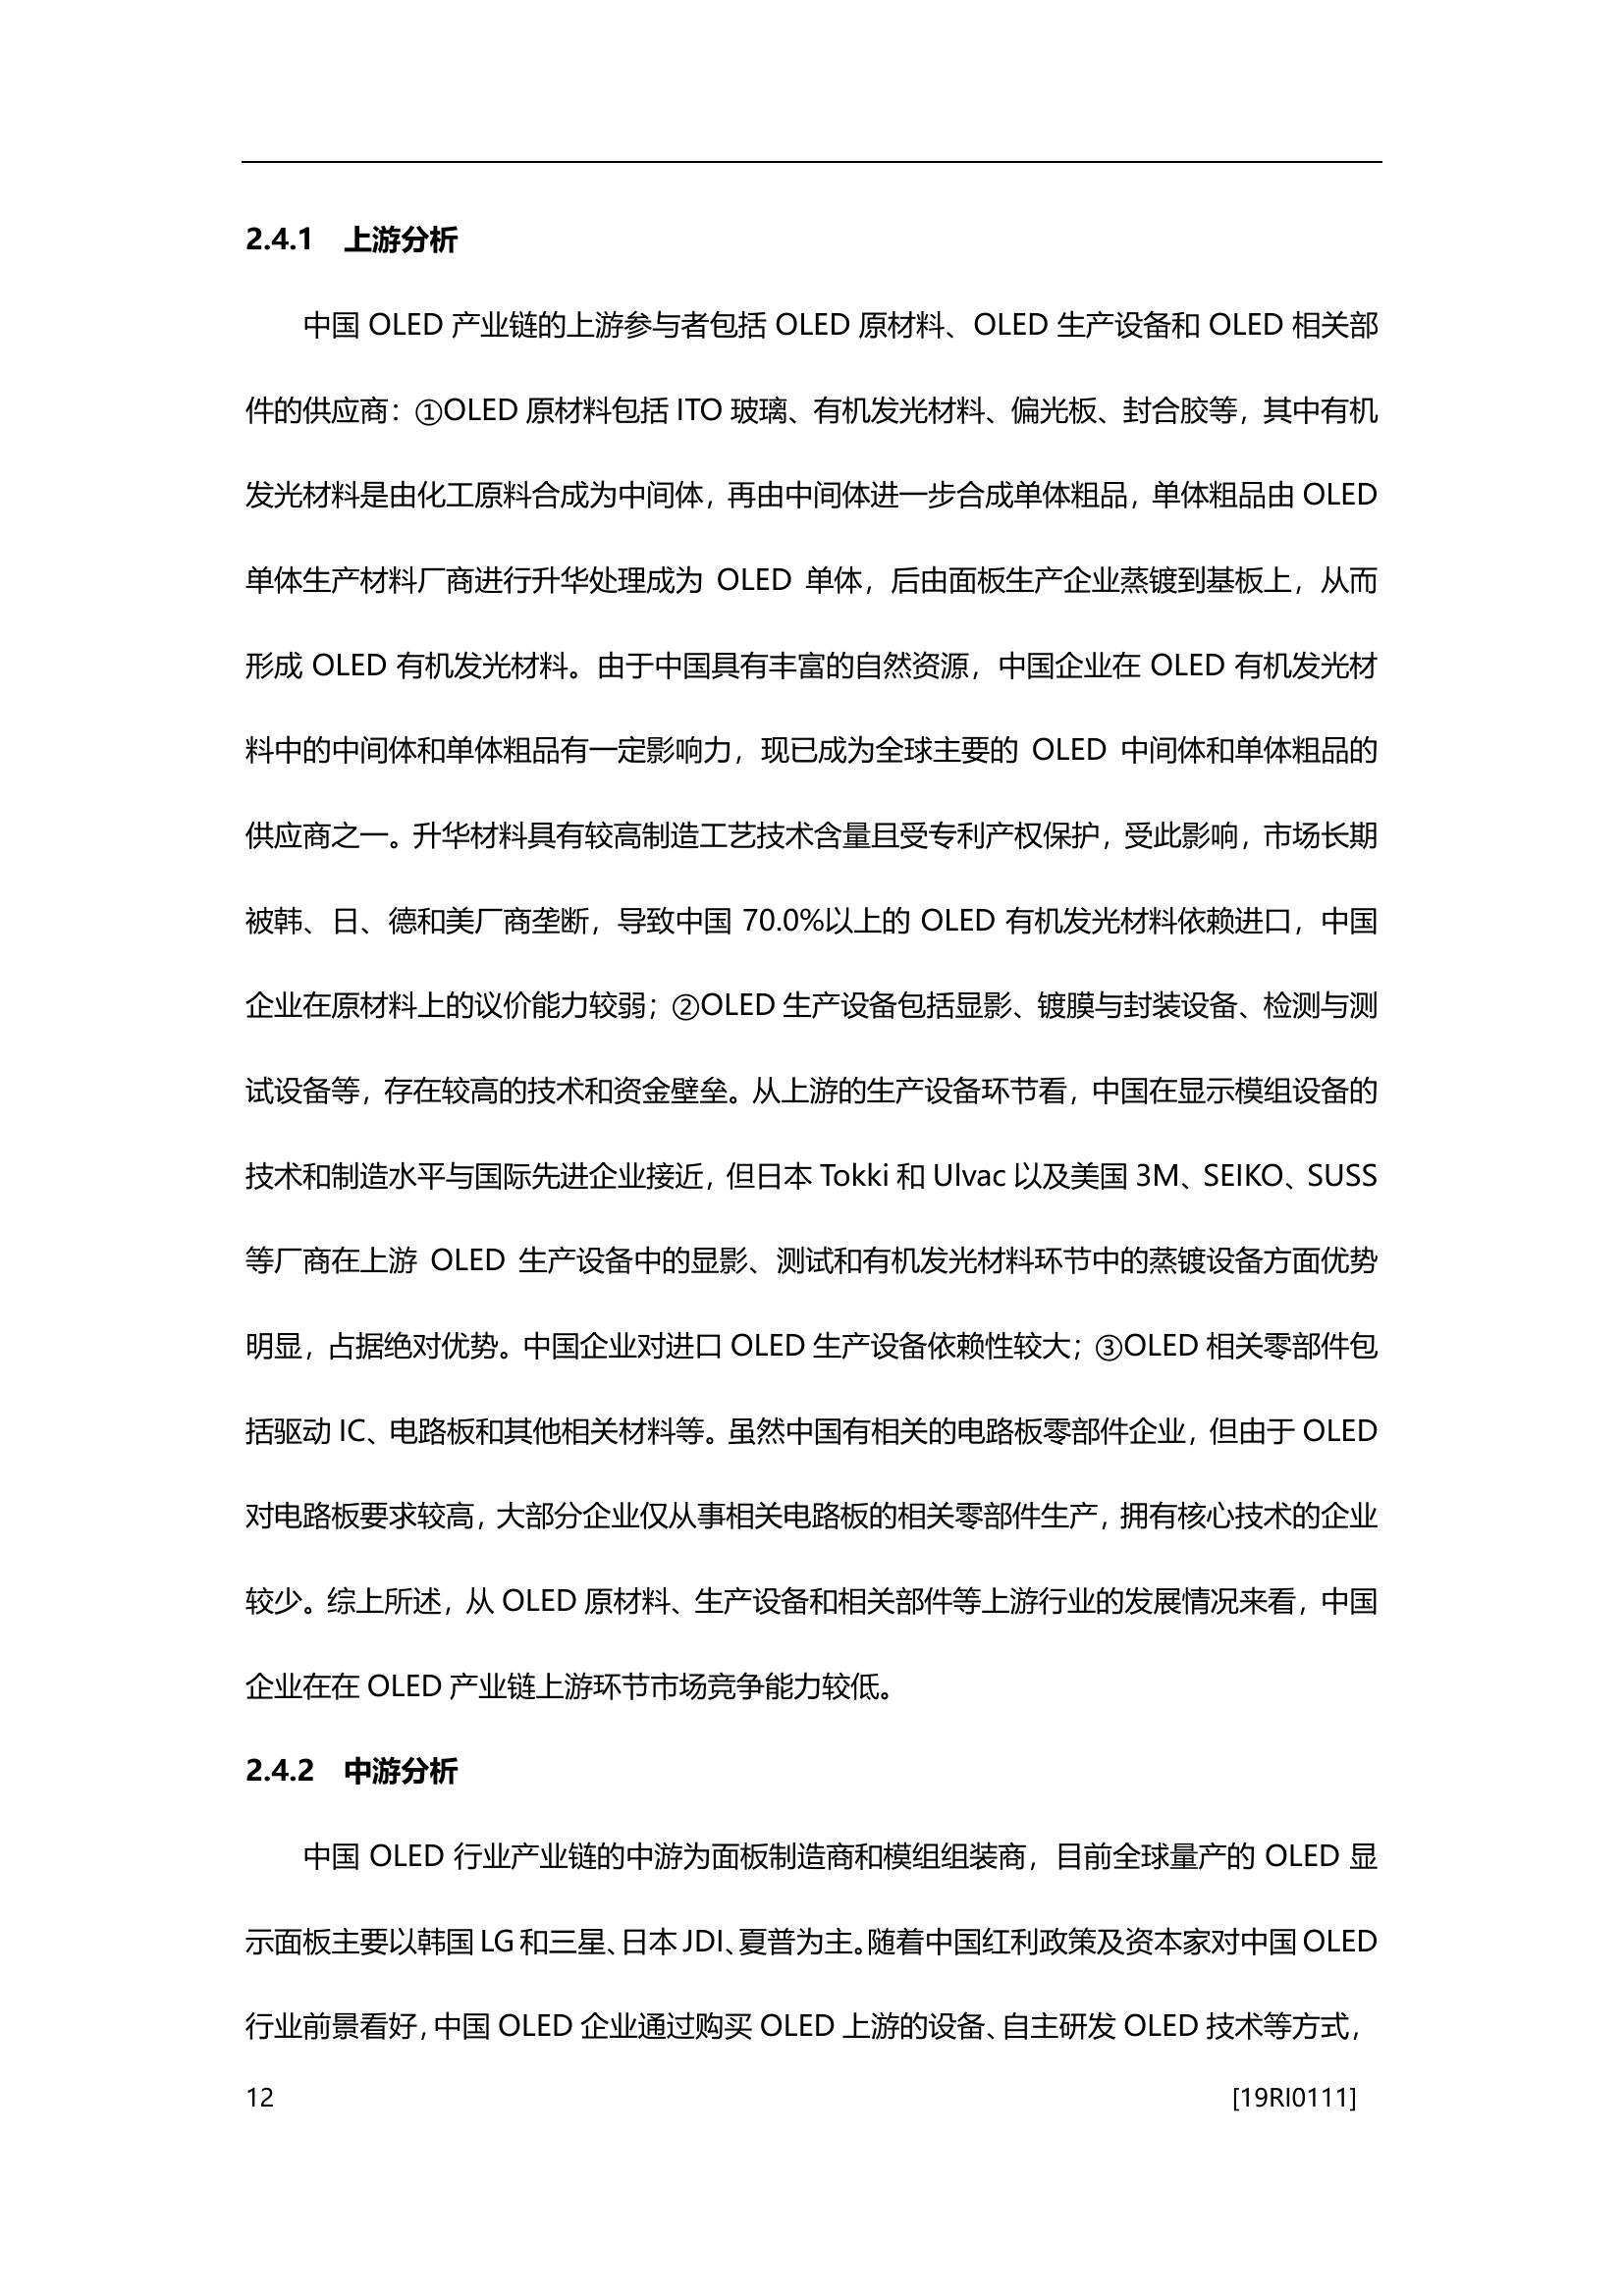 2.4.1 上游分析
中国 OLED 产业链的上游参与者包括 OLED 原材料、OLED 生产设备和 OLED 相关部
件的供应商：①OLED 原材料包括 ITO 玻璃、有机发光材料、偏光板、封合胶等，其中有机
发光材料是由化工原料合成为中间体，再由中间体进一步合成单体粗品，单体粗品由 OLED
单体生产材料厂商进行升华处理成为 OLED 单体，后由面板生产企业蒸镀到基板上，从而
形成 OLED 有机发光材料。由于中国具有丰富的自然资源，中国企业在 OLED 有机发光材
料中的中间体和单体粗品有一定影响力，现已成为全球主要的 OLED 中间体和单体粗品的
供应商之一。升华材料具有较高制造工艺技术含量且受专利产权保护，受此影响，市场长期
被韩、日、德和美厂商垄断，导致中国 70.0%以上的 OLED 有机发光材料依赖进口，中国
企业在原材料上的议价能力较弱；②OLED 生产设备包括显影、镀膜与封装设备、检测与测
试设备等，存在较高的技术和资金壁垒。从上游的生产设备环节看，中国在显示模组设备的
技术和制造水平与国际先进企业接近，但日本 Tokki 和 Ulvac 以及美国 3M、SEIKO、SUSS
等厂商在上游 OLED 生产设备中的显影、测试和有机发光材料环节中的蒸镀设备方面优势
明显，占据绝对优势。中国企业对进口 OLED 生产设备依赖性较大；③OLED 相关零部件包
括驱动 IC、电路板和其他相关材料等。虽然中国有相关的电路板零部件企业，但由于 OLED
对电路板要求较高，大部分企业仅从事相关电路板的相关零部件生产，拥有核心技术的企业
较少。综上所述，从 OLED 原材料、生产设备和相关部件等上游行业的发展情况来看，中国
企业在在 OLED 产业链上游环节市场竞争能力较低。
2.4.2 中游分析
中国 OLED 行业产业链的中游为面板制造商和模组组装商，目前全球量产的 OLED 显
示面板主要以韩国 LG 和三星、日本 JDI、夏普为主。随着中国红利政策及资本家对中国 OLED
行业前景看好，中国 OLED 企业通过购买 OLED 上游的设备、自主研发 OLED 技术等方式，
12 [19RI0111]